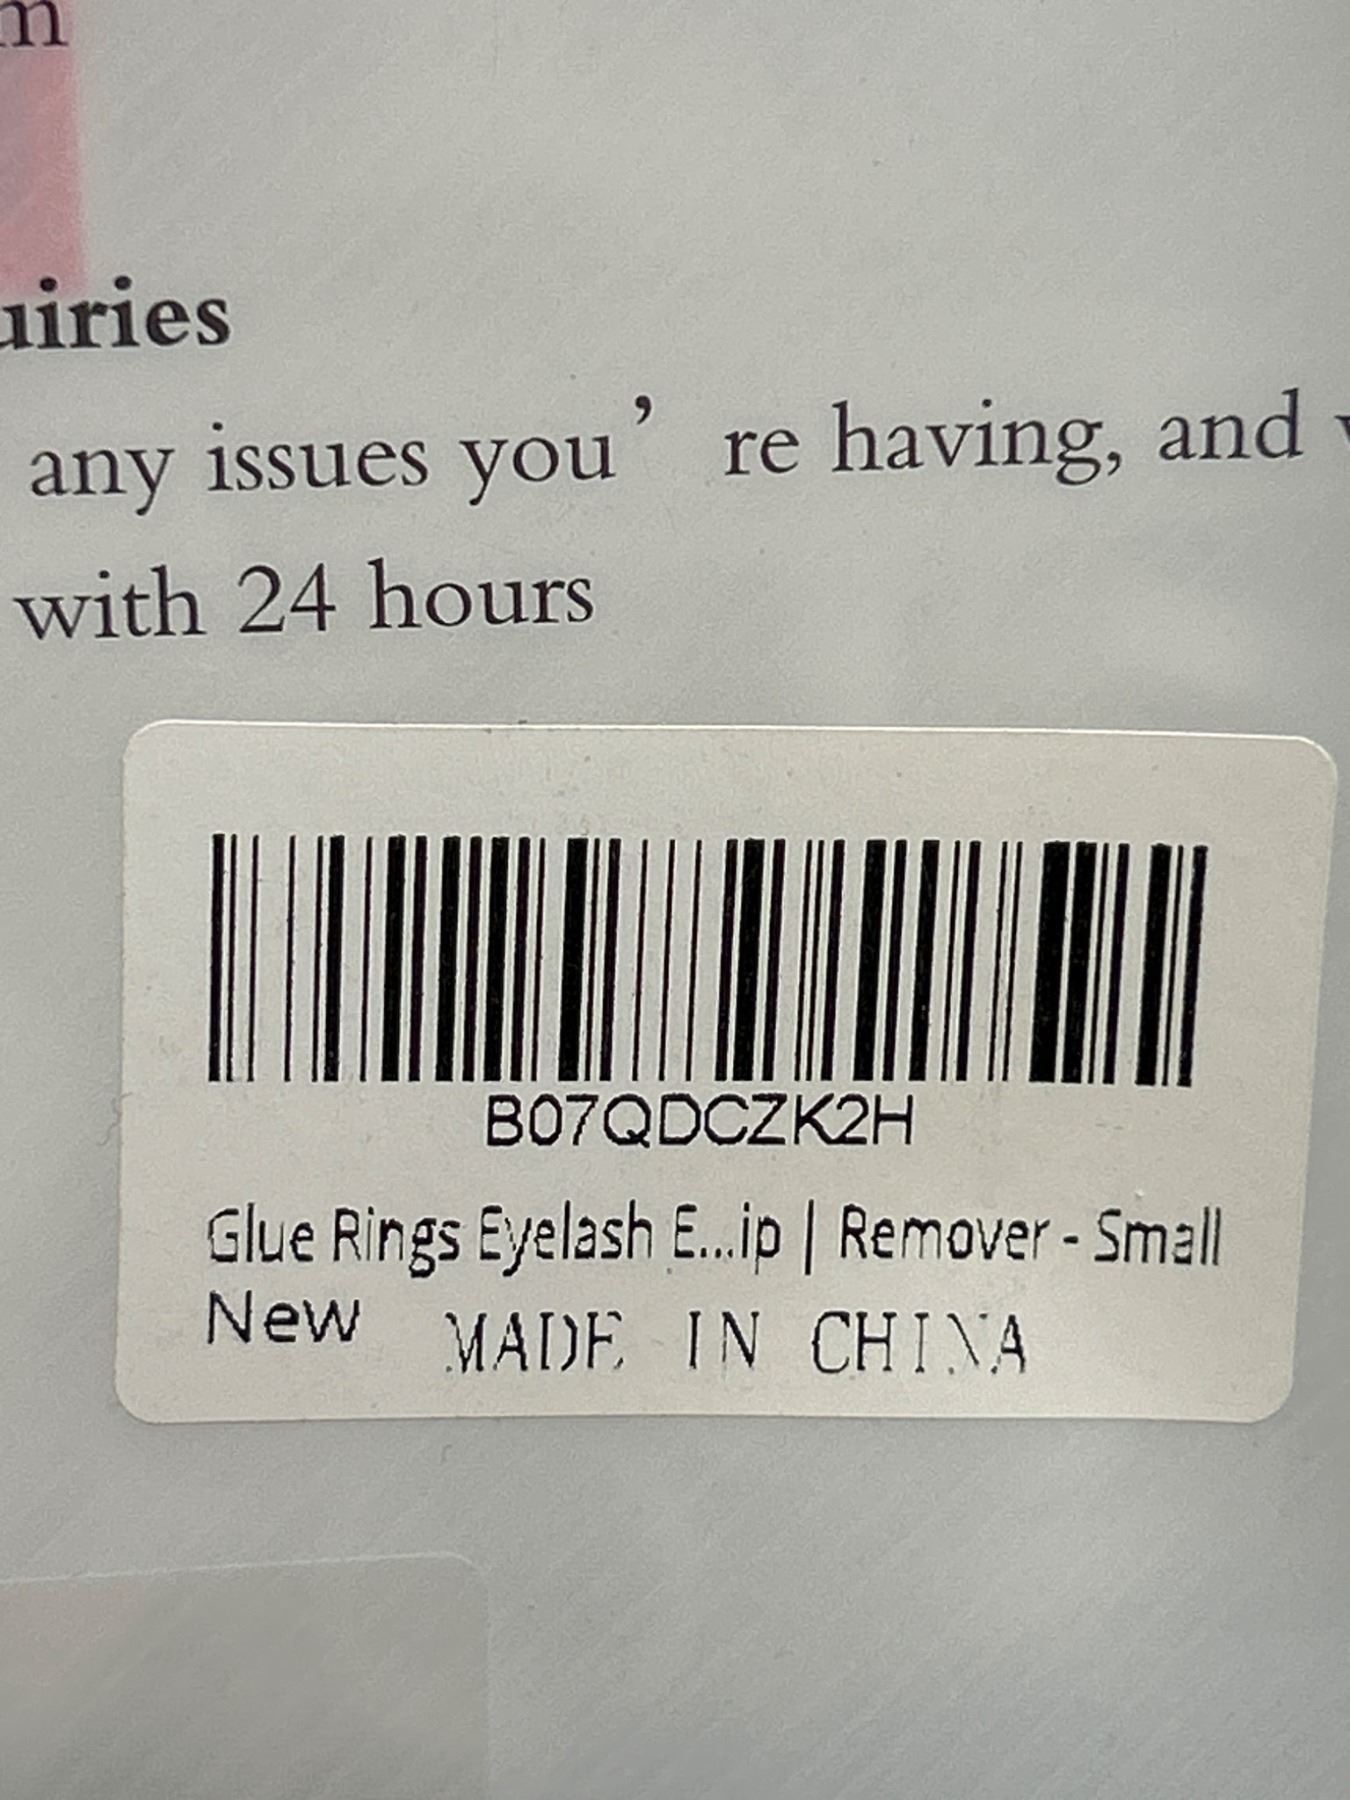 m
uiries
any issues you’ re having, and
with 24 hours
B07QDCZK2H
Glue Rings Eyelash E...ip | Remover - Small
New MADE IN CHINA